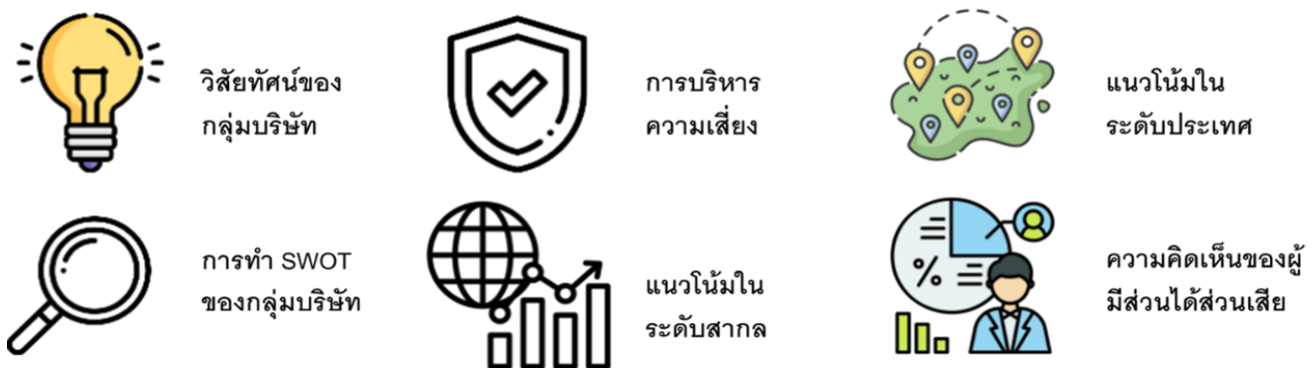 วิสัยทัศน์ของ
กลุ่มบริษัท
การบริหาร
ความเสี่ยง
แนวโน้มใน
ระดับประเทศ
การทำ SWOT
ของกลุ่มบริษัท
แนวโน้มใน
ระดับสากล
%
ความคิดเห็นของผู้
มีส่วนได้ส่วนเสีย